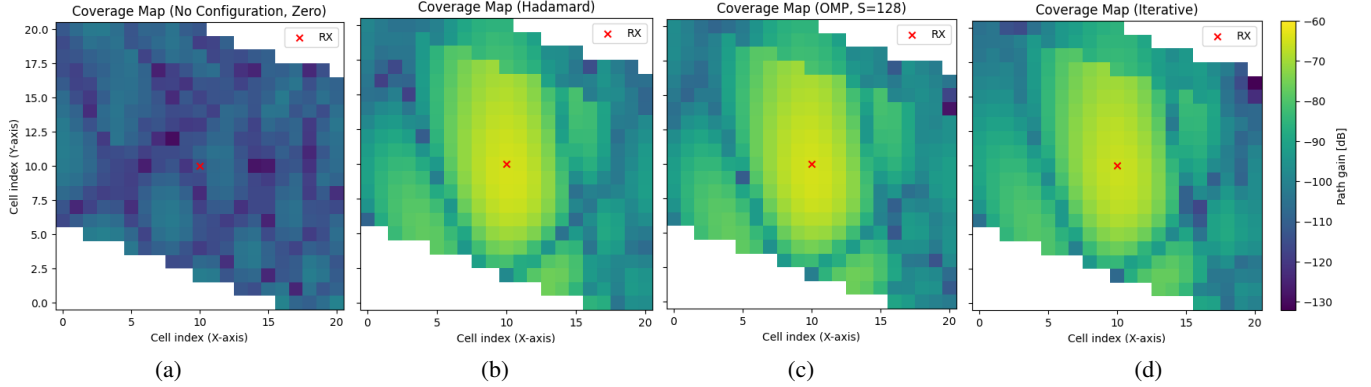 Coverage Map (No Configuration, Zero)
RX
20.0
17.5
15.0
12.5
10.0
7.5
5.0
2.5
0.0
Cell index (Y-axis)
0 5 10 15 20
Cell index (X-axis)
(a)
Coverage Map (Hadamard)
RX
0 5 10 15 20
Cell index (X-axis)
(b)
Coverage Map (OMP, S=128)
RX
0 5 10 15 20
Cell index (X-axis)
(c)
Coverage Map (Iterative)
RX
0 5 10 15 20
Cell index (X-axis)
(d)
−60
−70
−80
−90
−100
−110
−120
−130
Path gain [dB]